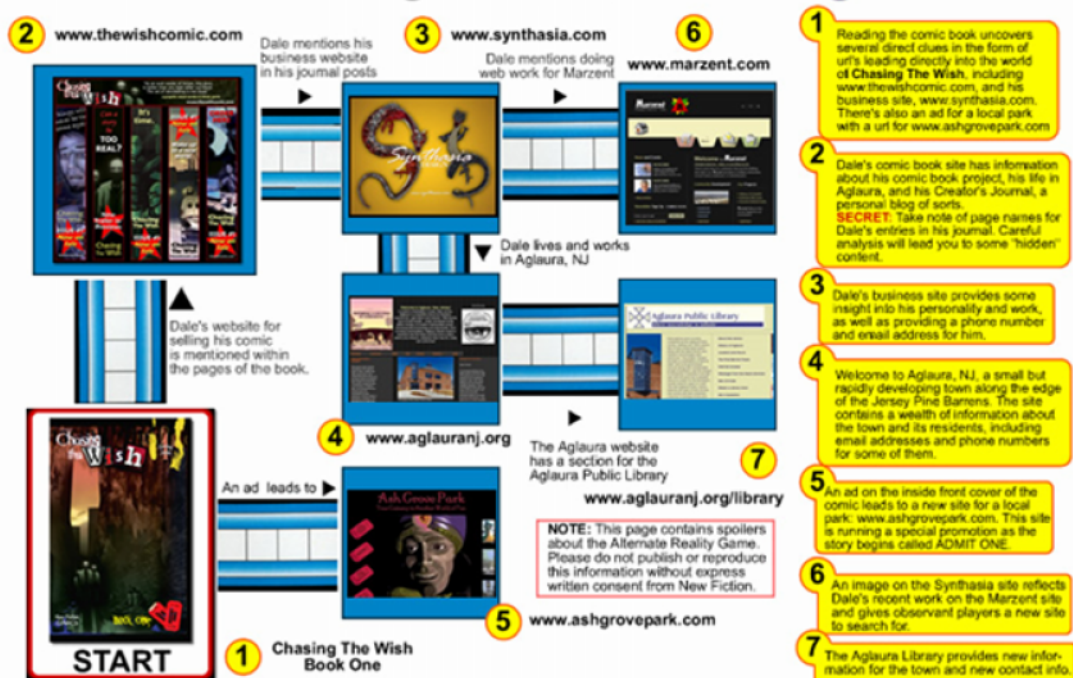 2
www.thewishcomic.com
Dale mentions his
business website
in his journal posts
3
www.synthasia.com
Dale mentions doing
web work for Marzent
6
www.marzent.com
Chasing
The Wish
TOO
REAL?
Synthasia
Marzent
Dale lives and works
in Aglaura, NJ
Dale's website for
selling his comic
is mentioned within
the pages of the book.
Aglaura Public Library
4
www.aglauranj.org
The Aglaura website
has a section for the
Aglaura Public Library
7
www.aglauranj.org/library
Chasing
the Wish
BOOK ONE
START
An ad leads to
Ash Grove Park
NOTE: This page contains spoilers
about the Alternate Reality Game.
Please do not publish or reproduce
this information without express
written consent from New Fiction.
5
www.ashgrovepark.com
1
Chasing The Wish
Book One
1
Reading the comic book uncovers
several direct clues in the form of
url's leading directly into the world
of Chasing The Wish, including
www.thewishcomic.com, and his
business site, www.synthasia.com.
There's also an ad for a local park
with a url for www.ashgrovepark.com
2
Dale's comic book site has information
about his comic book project, his life in
Aglaura, and his Creator's Journal, a
personal blog of sorts.
SECRET: Take note of page names for
Dale's entries in his journal. Careful
analysis will lead you to some "hidden"
content.
3
Dale's business site provides some
insight into his personality and work,
as well as providing a phone number
and email address for him.
4
Welcome to Aglaura, NJ, a small but
rapidly developing town along the edge
of the Jersey Pine Barrens. The site
contains a wealth of information about
the town and its residents, including
email addresses and phone numbers
for some of them.
5
An ad on the inside front cover of the
comic leads to a new site for a local
park: www.ashgrovepark.com. This site
is running a special promotion as the
story begins called ADMIT ONE.
6
An image on the Synthasia site reflects
Dale's recent work on the Marzent site
and gives observant players a new site
to search for.
7
The Aglaura Library provides new infor-
mation for the town and new contact info.